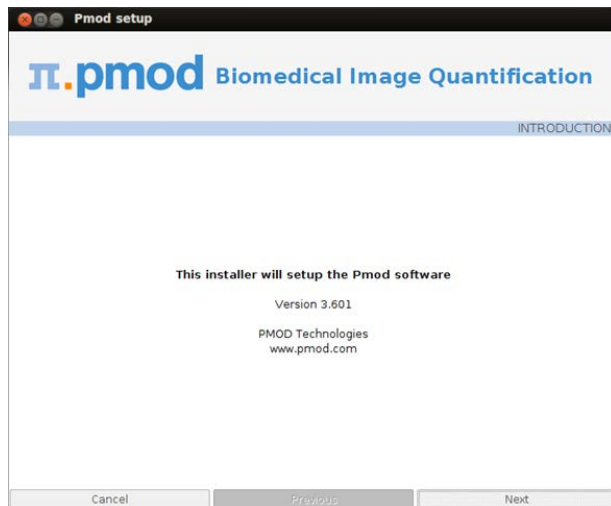 Pmod setup
π.pmod Biomedical Image Quantification
INTRODUCTION
This installer will setup the Pmod software
Version 3.601
PMOD Technologies
www.pmod.com
Cancel Previous Next